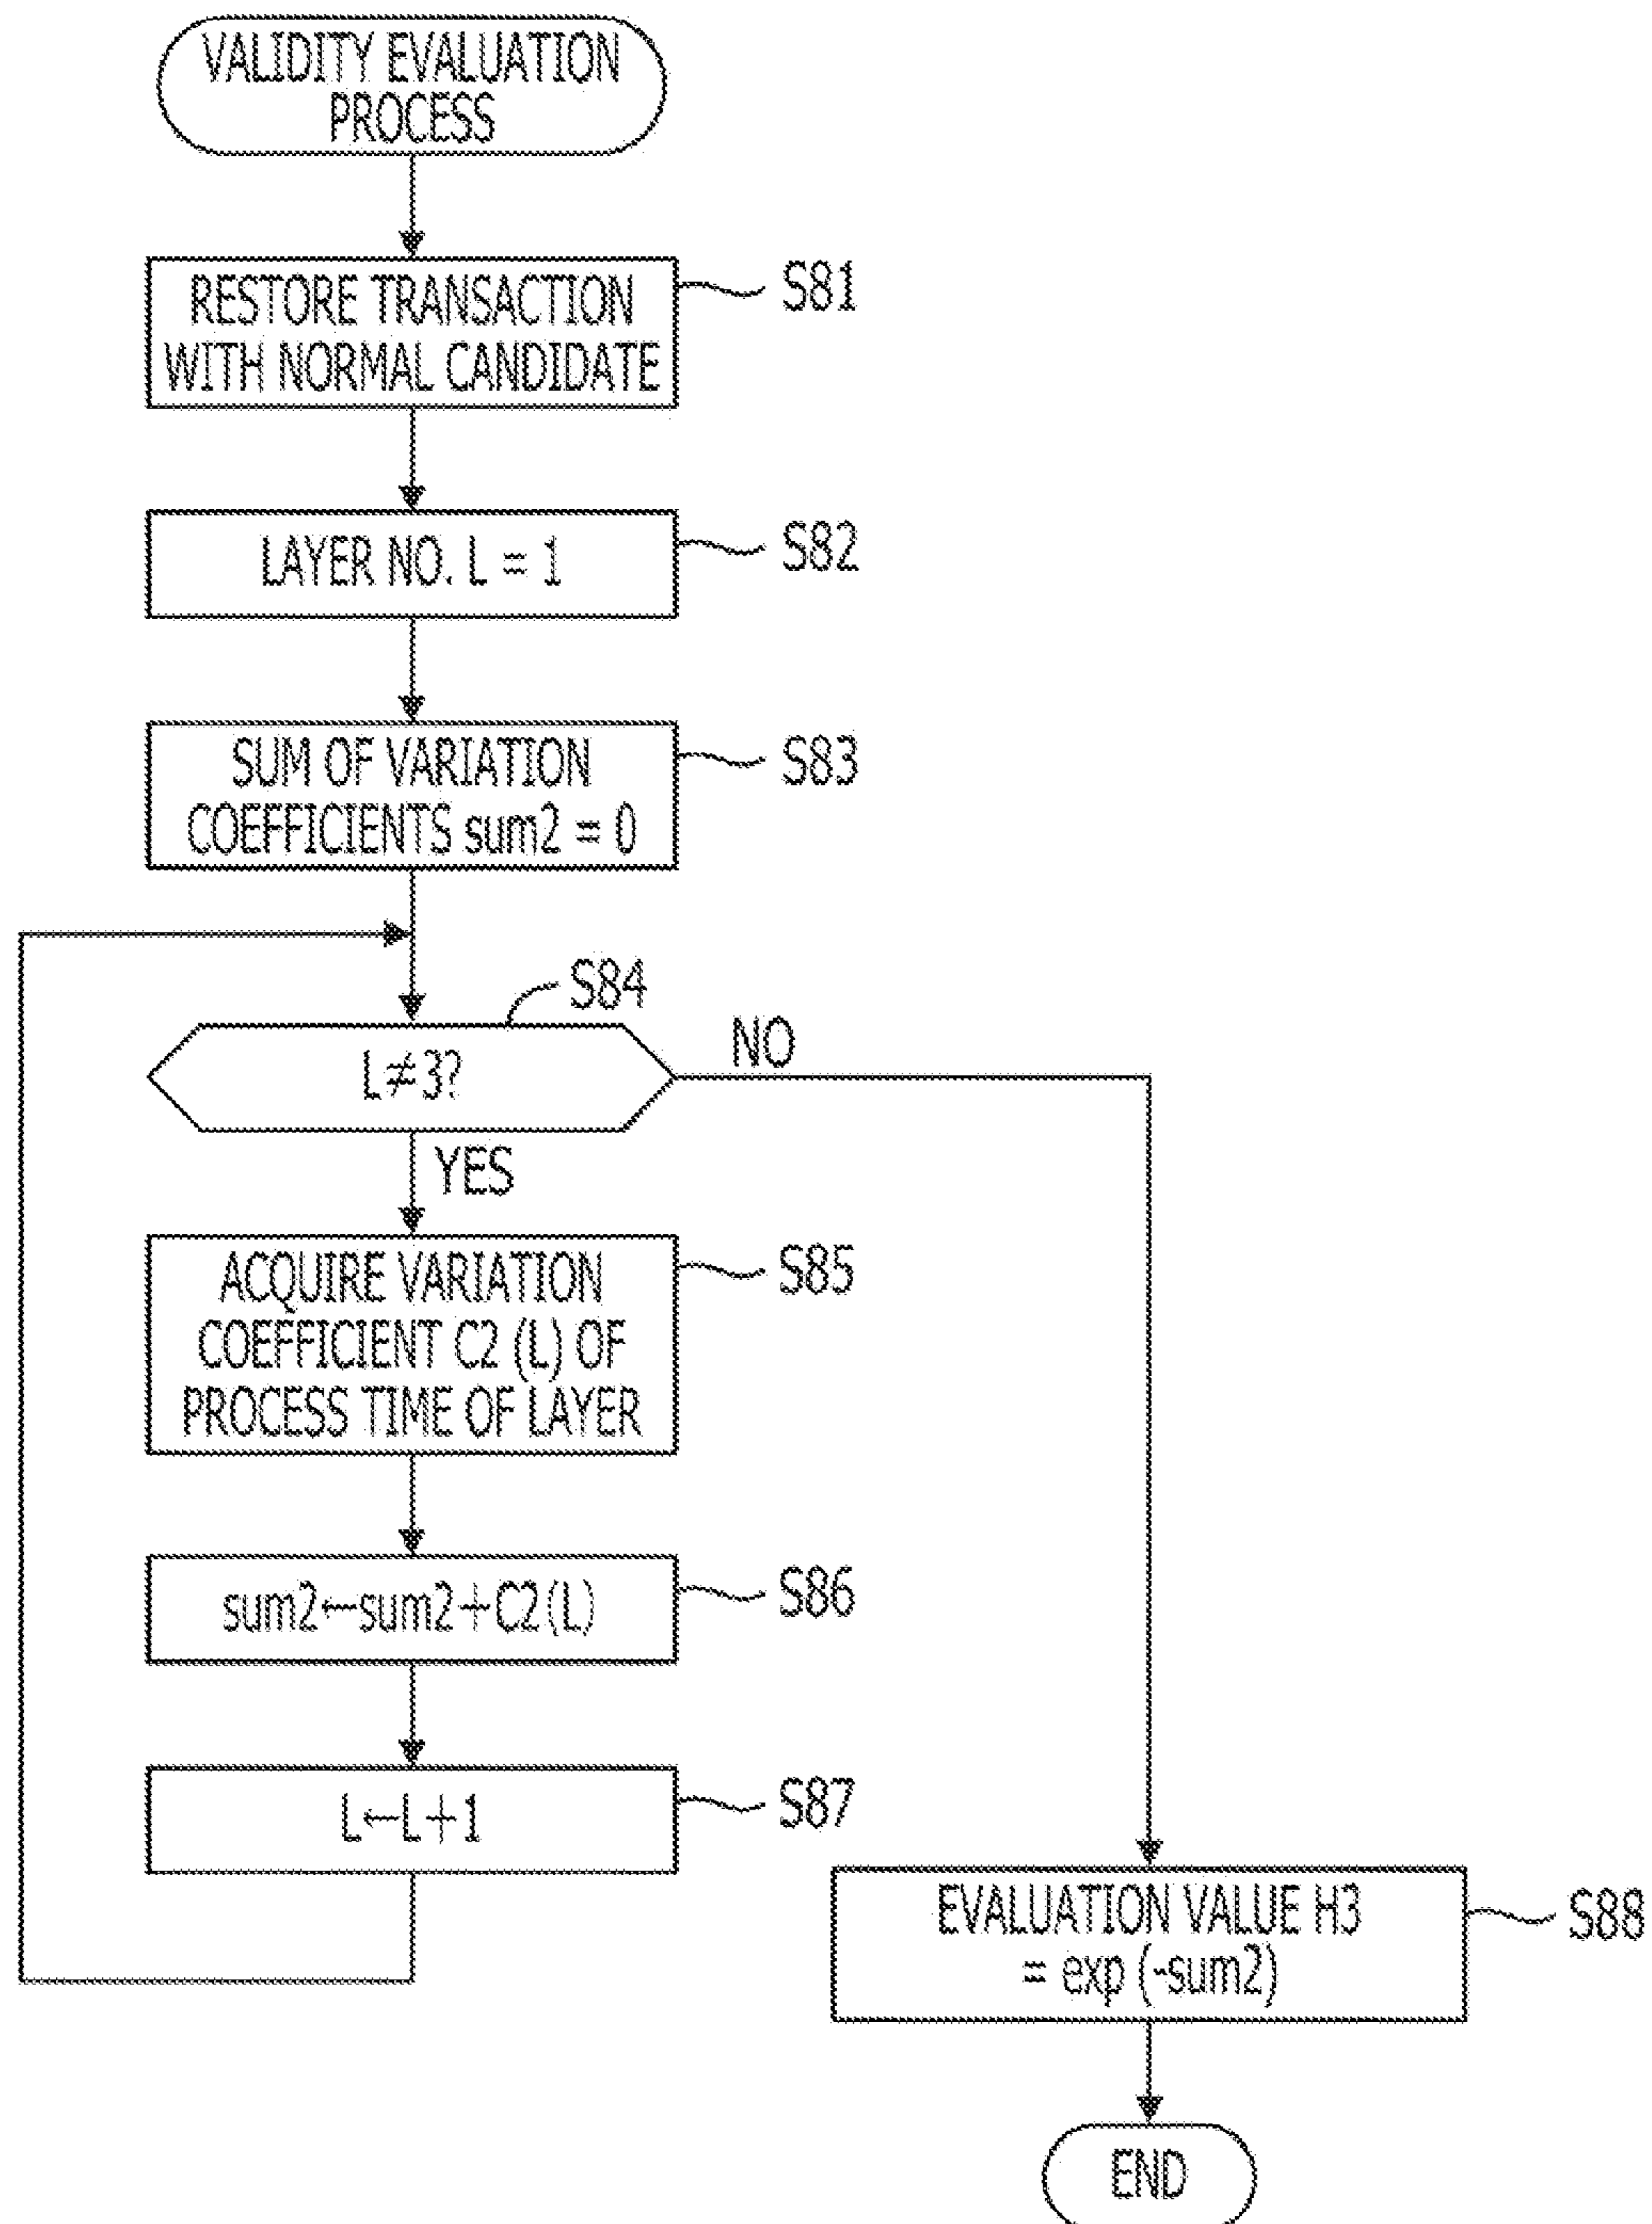 VALIDITY EVALUATION
PROCESS
RESTORE TRANSACTION
WITH NORMAL CANDIDATE
S81
LAYER NO. L = 1
S82
SUM OF VARIATION
COEFFICIENTS sum2 = 0
S83
S84
L≠3?
NO
YES
ACQUIRE VARIATION
COEFFICIENT C2 (L) OF
PROCESS TIME OF LAYER
S85
sum2←sum2+C2(L)
S86
L←L+1
S87
EVALUATION VALUE H3
= exp (-sum2)
S88
END